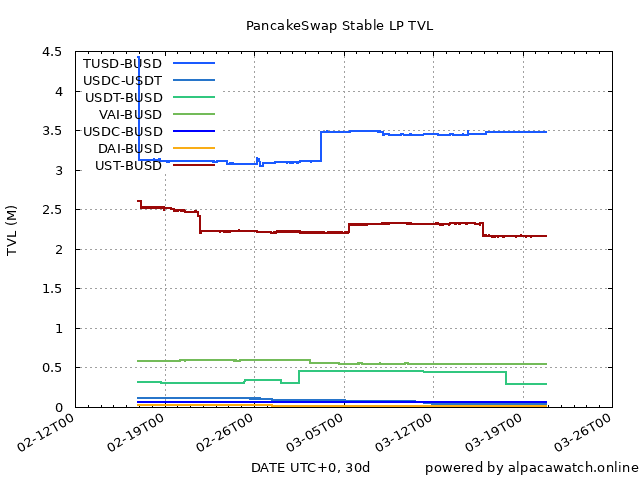 PancakeSwap Stable LP TVL
4.5
4
3.5
3
2.5
2
1.5
1
0.5
0
TVL (M)
TUSD-BUSD
USDC-USDT
USDT-BUSD
VAI-BUSD
USDC-BUSD
DAI-BUSD
UST-BUSD
02-12T00
02-19T00
02-26T00
03-05T00
03-12T00
03-19T00
03-26T00
DATE UTC+0, 30d
powered by alpacawatch.online